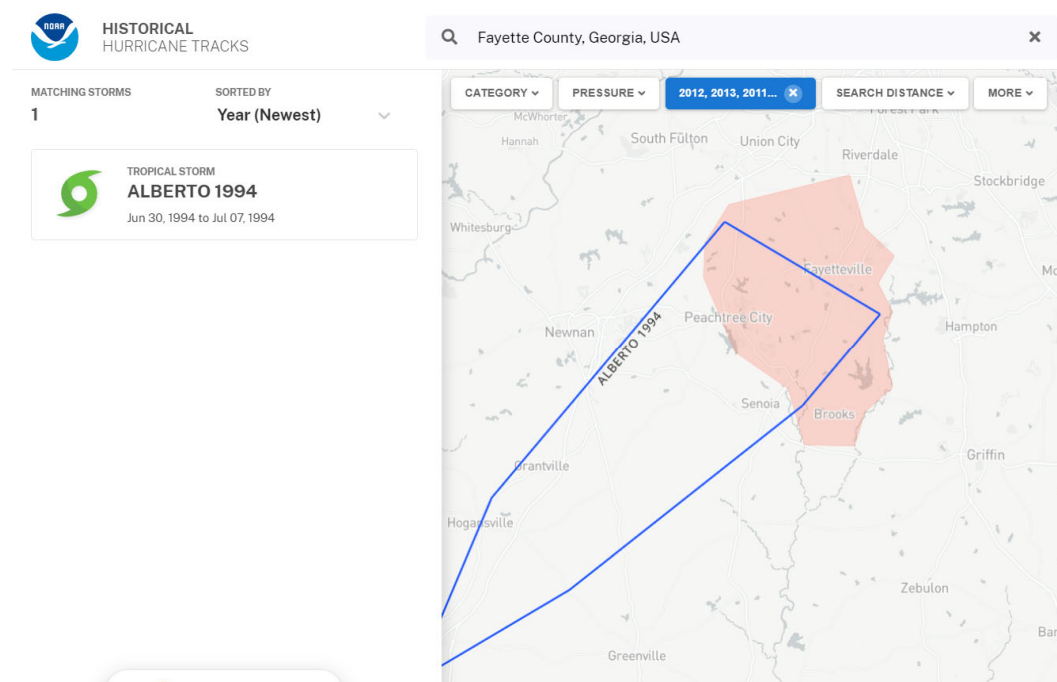 NOAA
HISTORICAL
HURRICANE TRACKS
Fayette County, Georgia, USA
MATCHING STORMS
1
SORTED BY
Year (Newest)
TROPICAL STORM
ALBERTO 1994
Jun 30, 1994 to Jul 07, 1994
CATEGORY
PRESSURE
2012, 2013, 2011...
SEARCH DISTANCE
MORE
McWhorter
Forest Park
Hannah
South Fulton
Union City
Riverdale
Stockbridge
Whitesburg
Fayetteville
Peachtree City
Newnan
Hampton
ALBERTO 1994
Senoia
Brooks
Griffin
Grantville
Hogansville
Zebulon
Greenville